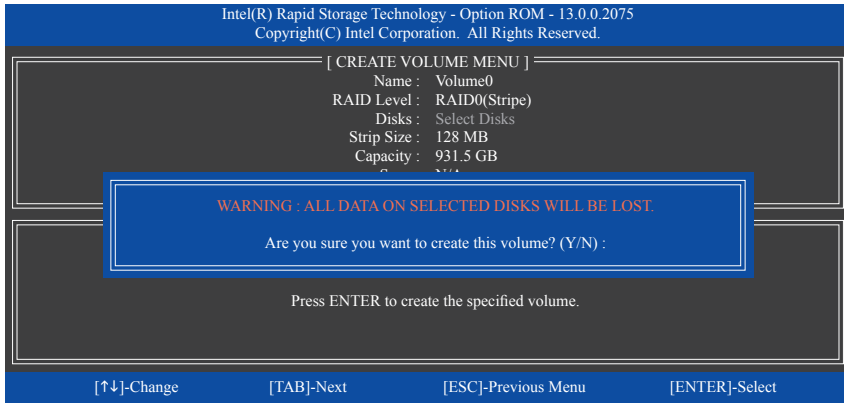 Intel(R) Rapid Storage Technology - Option ROM - 13.0.0.2075
Copyright(C) Intel Corporation. All Rights Reserved.
[ CREATE VOLUME MENU ]
Name : Volume0
RAID Level : RAID0(Stripe)
Disks : Select Disks
Strip Size : 128 MB
Capacity : 931.5 GB
WARNING : ALL DATA ON SELECTED DISKS WILL BE LOST.
Are you sure you want to create this volume? (Y/N) :
Press ENTER to create the specified volume.
[↑↓]-Change [TAB]-Next [ESC]-Previous Menu [ENTER]-Select